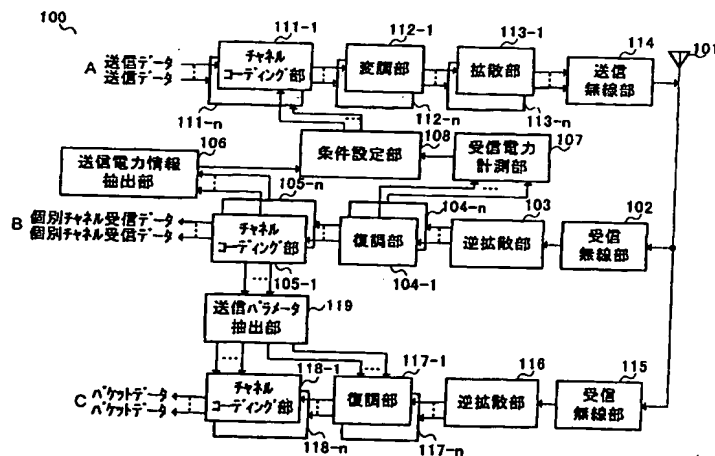 100
101
111-1
112-1
113-1
114
A 送信データ
送信データ
チャネル
コーディング部
変調部
拡散部
送信
無線部
111-n
112-n
113-n
106
108
107
送信電力情報
抽出部
条件設定部
受信電力
計測部
105-n
104-n
103
102
B 個別チャネル受信データ
個別チャネル受信データ
チャネル
コーディング部
復調部
逆拡散部
受信
無線部
105-1
104-1
送信パラメータ
抽出部
119
118-1
117-1
116
115
C パケットデータ
パケットデータ
チャネル
コーディング部
復調部
逆拡散部
受信
無線部
118-n
117-n